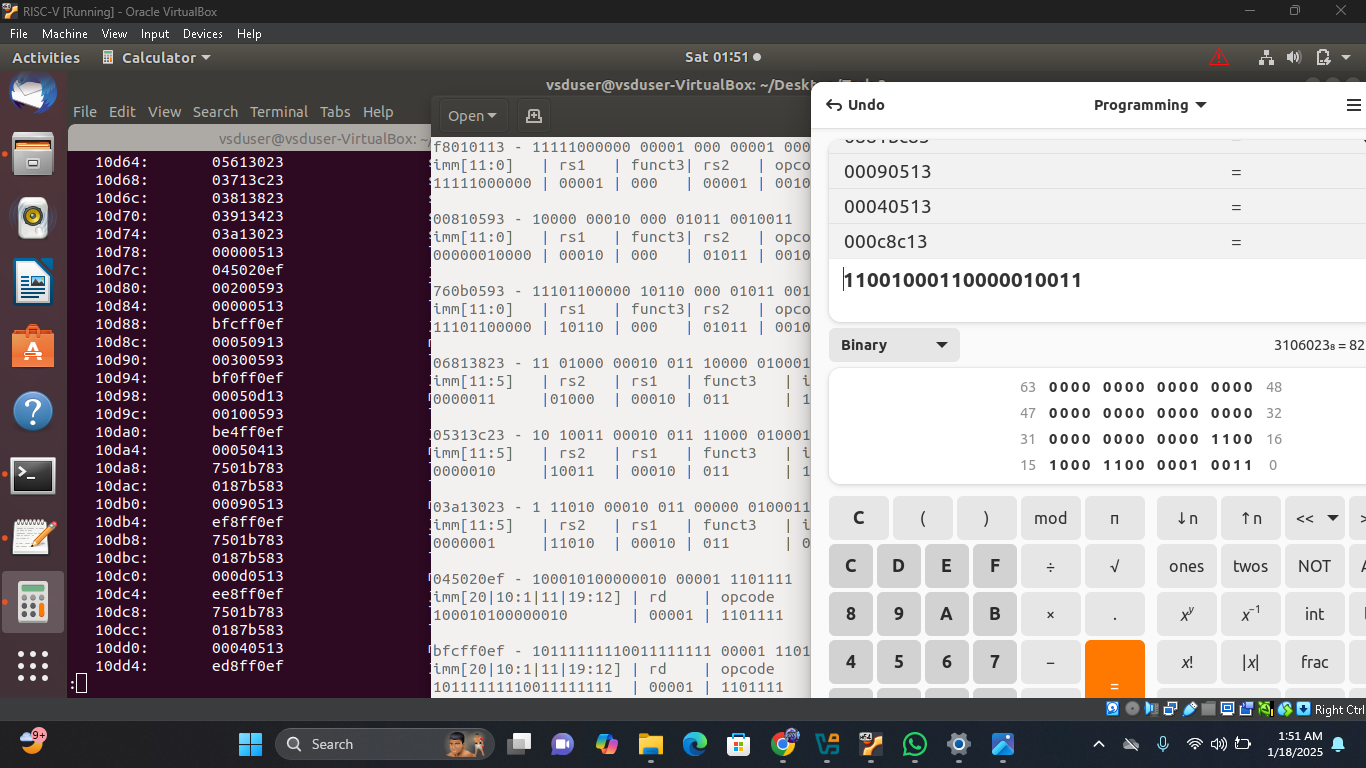 RISC-V [Running] - Oracle VirtualBox
File Machine View Input Devices Help
Activities Calculator Sat 01:51
vsduser@vsduser-VirtualBox: ~/Deskt
File Edit View Search Terminal Tabs Help
vsduser@vsduser-VirtualBox: ~/
10d64: 05613023
10d68: 03713c23
10d6c: 03813823
10d70: 03913423
10d74: 03a13023
10d78: 00000513
10d7c: 045020ef
10d80: 00200593
10d84: 00000513
10d88: bfcff0ef
10d8c: 00050913
10d90: 00300593
10d94: bf0ff0ef
10d98: 00050d13
10d9c: 00100593
10da0: be4ff0ef
10da4: 00050413
10da8: 7501b783
10dac: 0187b583
10db0: 00090513
10db4: ef8ff0ef
10db8: 7501b783
10dbc: 0187b583
10dc0: 000d0513
10dc4: ee8ff0ef
10dc8: 7501b783
10dcc: 0187b583
10dd0: 00040513
10dd4: ed8ff0ef
:
Open
f8010113 - 11111000000 00001 000 00001 000
imm[11:0] | rs1 | funct3| rs2 | opco
11111000000 | 00001 | 000 | 00001 | 0010
00810593 - 10000 00010 000 01011 0010011
imm[11:0] | rs1 | funct3| rs2 | opco
00000010000 | 00010 | 000 | 01011 | 0010
760b0593 - 11101100000 10110 000 01011 001
imm[11:0] | rs1 | funct3| rs2 | opco
11101100000 | 10110 | 000 | 01011 | 0010
06813823 - 11 01000 00010 011 10000 010001
imm[11:5] | rs2 | rs1 | funct3 | i
0000011 |01000 | 00010 | 011 | 1
05313c23 - 10 10011 00010 011 11000 010001
imm[11:5] | rs2 | rs1 | funct3 | i
0000010 |10011 | 00010 | 011 | 1
03a13023 - 1 11010 00010 011 00000 0100011
imm[11:5] | rs2 | rs1 | funct3 | i
0000001 |11010 | 00010 | 011 | 0
045020ef - 100010100000010 00001 1101111
imm[20|10:1|11|19:12] | rd | opcode
100010100000010 | 00001 | 1101111
bfcff0ef - 10111111110011111111 00001 1101
imm[20|10:1|11|19:12] | rd | opcode
10111111110011111111 | 00001 | 1101111
Undo Programming
00090513 =
00040513 =
000c8c13 =
11001000110000010011
Binary 3106023₈ = 82
63 0000 0000 0000 0000 48
47 0000 0000 0000 0000 32
31 0000 0000 0000 1100 16
15 1000 1100 0001 0011 0
C ( ) mod π ↓n ↑n <<
C D E F ÷ √ ones twos NOT
8 9 A B × . xʸ x⁻¹ int
4 5 6 7 − = x! |x| frac
Right Ctrl
9+
Search
1:51 AM
1/18/2025